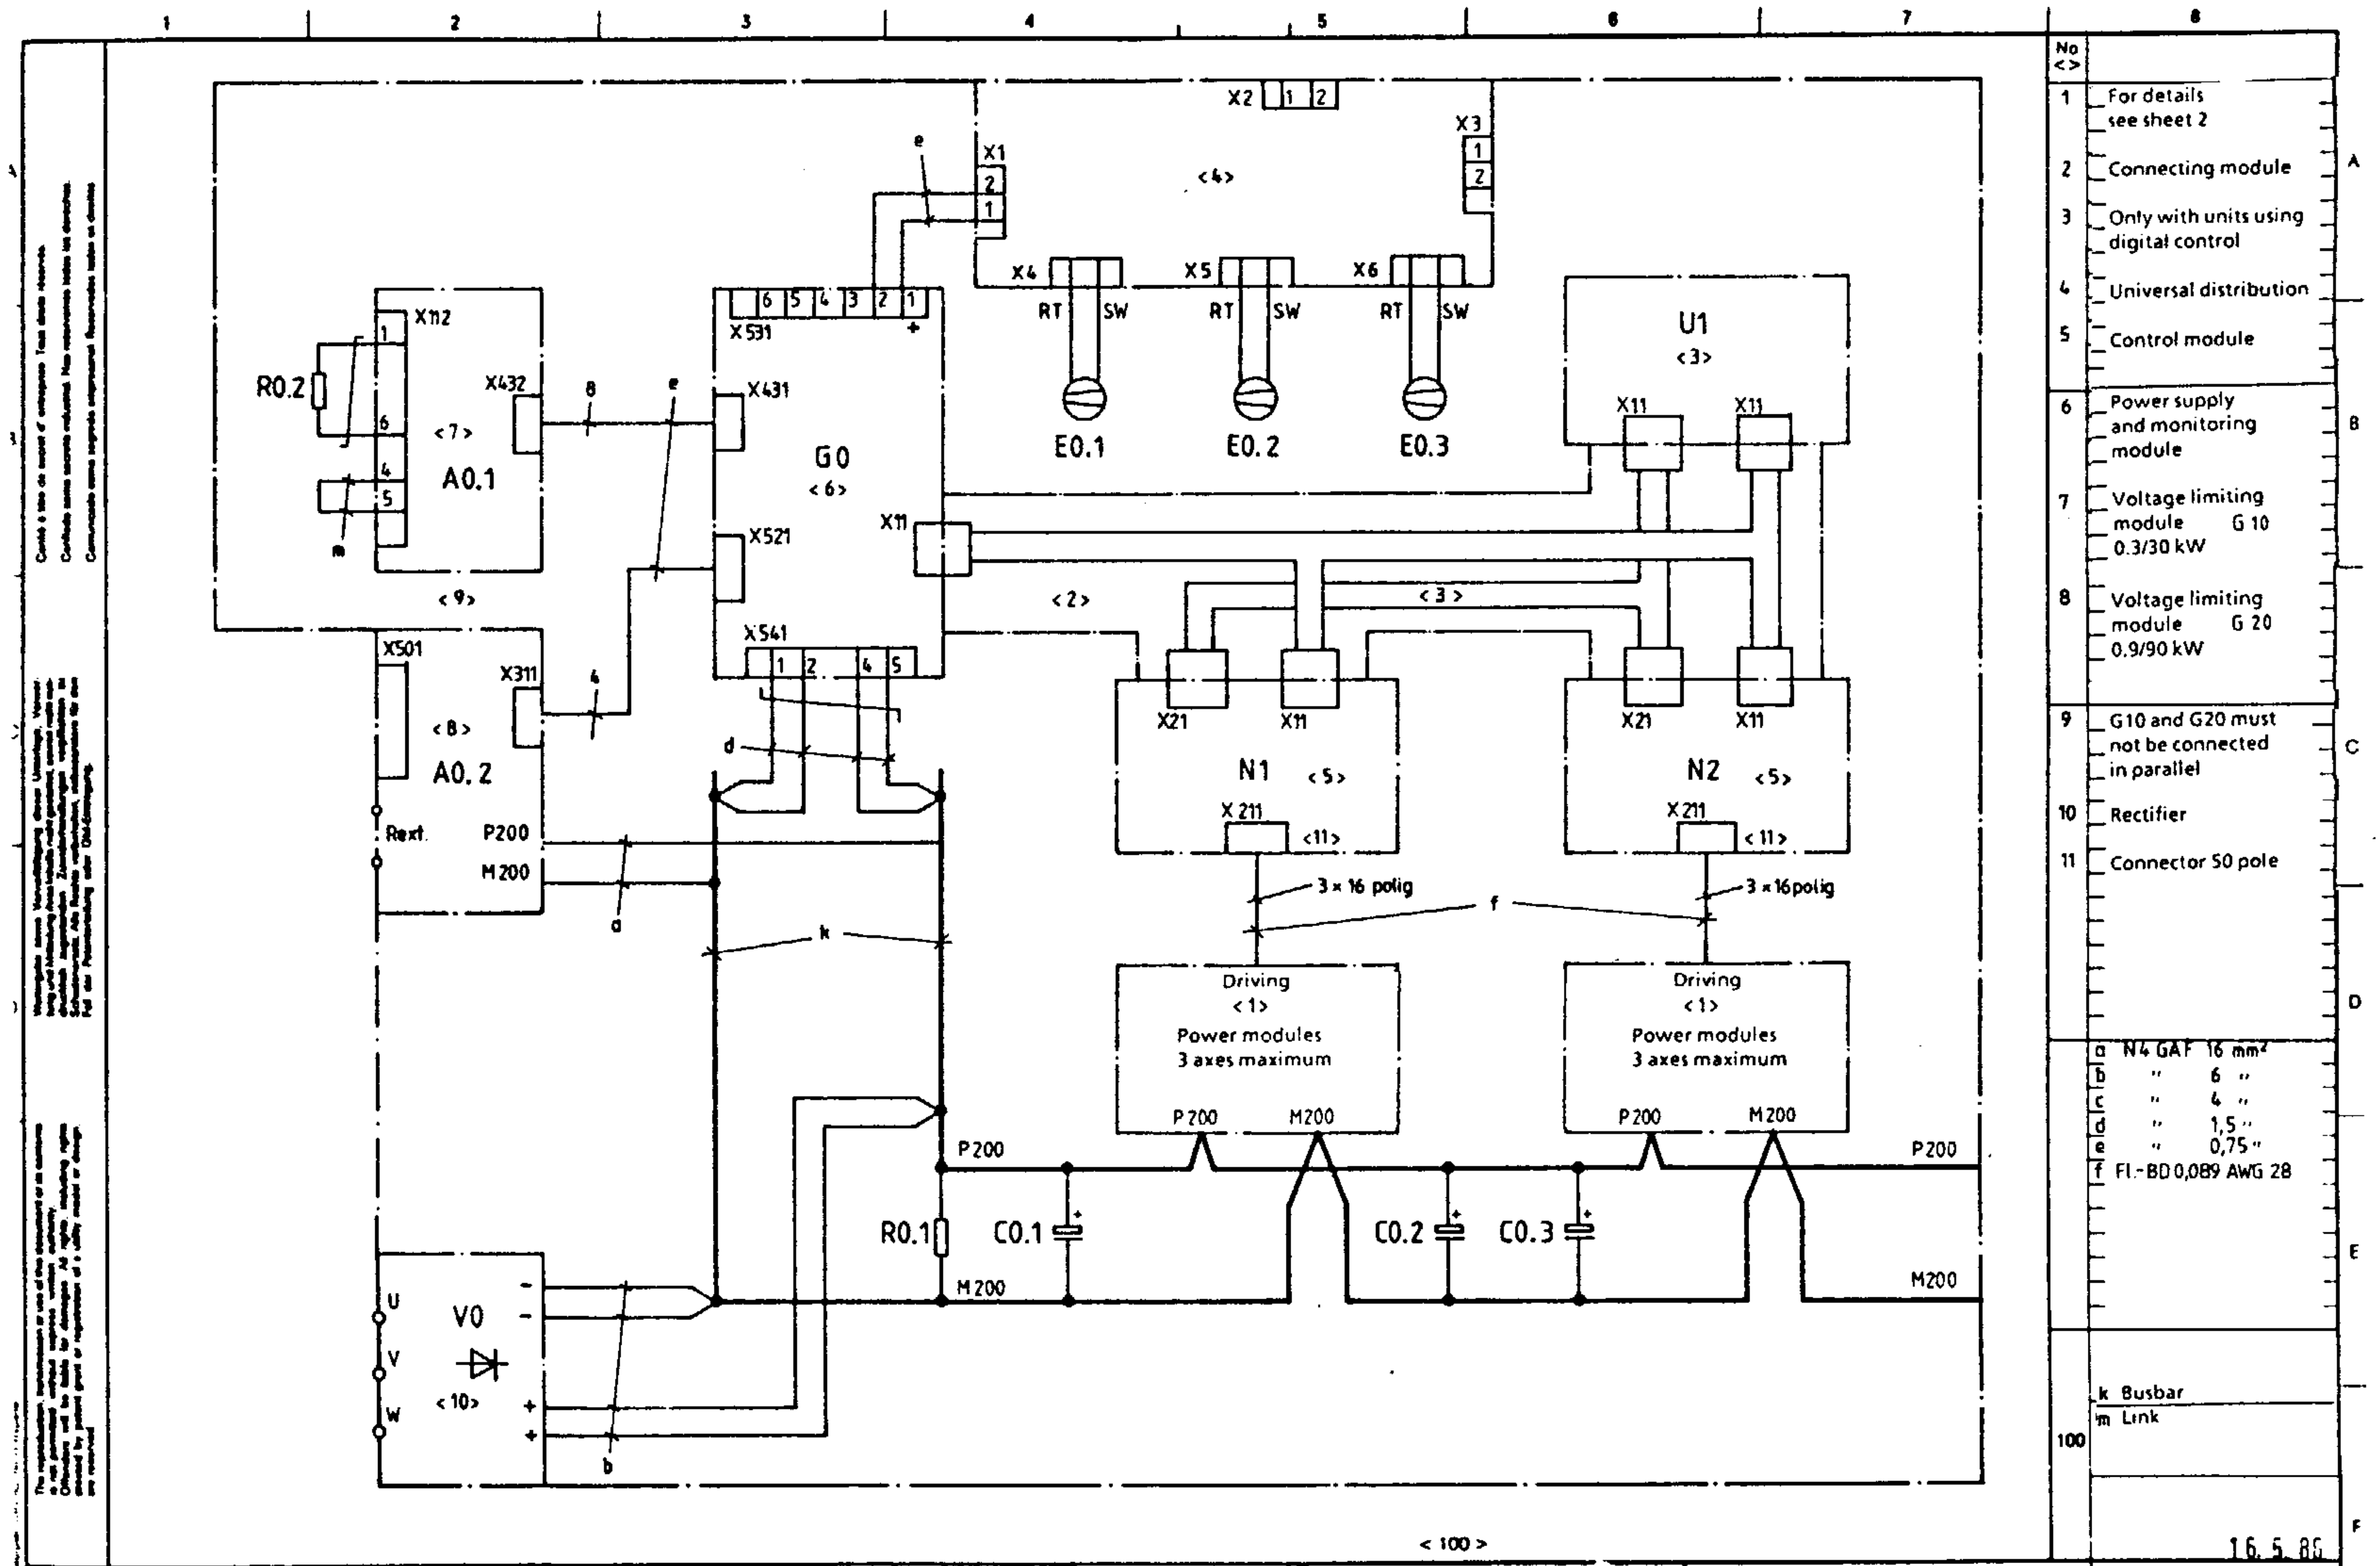 1 2 3 4 5 6 7 8
A
B
C
D
E
F
X2 1 2
X3
1
2
X1
2
1
e
<4>
X4 X5 X6
RT SW RT SW RT SW
E0.1 E0.2 E0.3
X112
1
6
4
5
R0.2
<7>
A0.1
m
X432
8 e
6 5 4 3 2 1
X531 +
X431
G0
<6>
X11
X521
X541
1 2 4 5
<9>
<2>
<3>
U1
<3>
X11 X11
X501
X311
4
<8>
A0.2
Rext.
P200
M200
a
d
k
X21 X11
N1 <5>
X211
<11>
3 x 16 polig
X21 X11
N2 <5>
X211
<11>
3 x 16 polig
f
Driving
<1>
Power modules
3 axes maximum
P200 M200
Driving
<1>
Power modules
3 axes maximum
P200 M200
P200 P200
R0.1 C0.1 + C0.2 + C0.3 +
M200 M200
U
V
W
V0
<10>
-
-
+
+
b
<100>
No
<>
1 For details
see sheet 2
2 Connecting module
3 Only with units using
digital control
4 Universal distribution
5 Control module
6 Power supply
and monitoring
module
7 Voltage limiting
module G 10
0.3/30 kW
8 Voltage limiting
module G 20
0.9/90 kW
9 G10 and G20 must
not be connected
in parallel
10 Rectifier
11 Connector 50 pole
a N4 GAF 16 mm²
b " 6 "
c " 4 "
d " 1,5 "
e " 0,75 "
f Fl.-BD 0,089 AWG 28
k Busbar
m Link
100
16. 5. 86